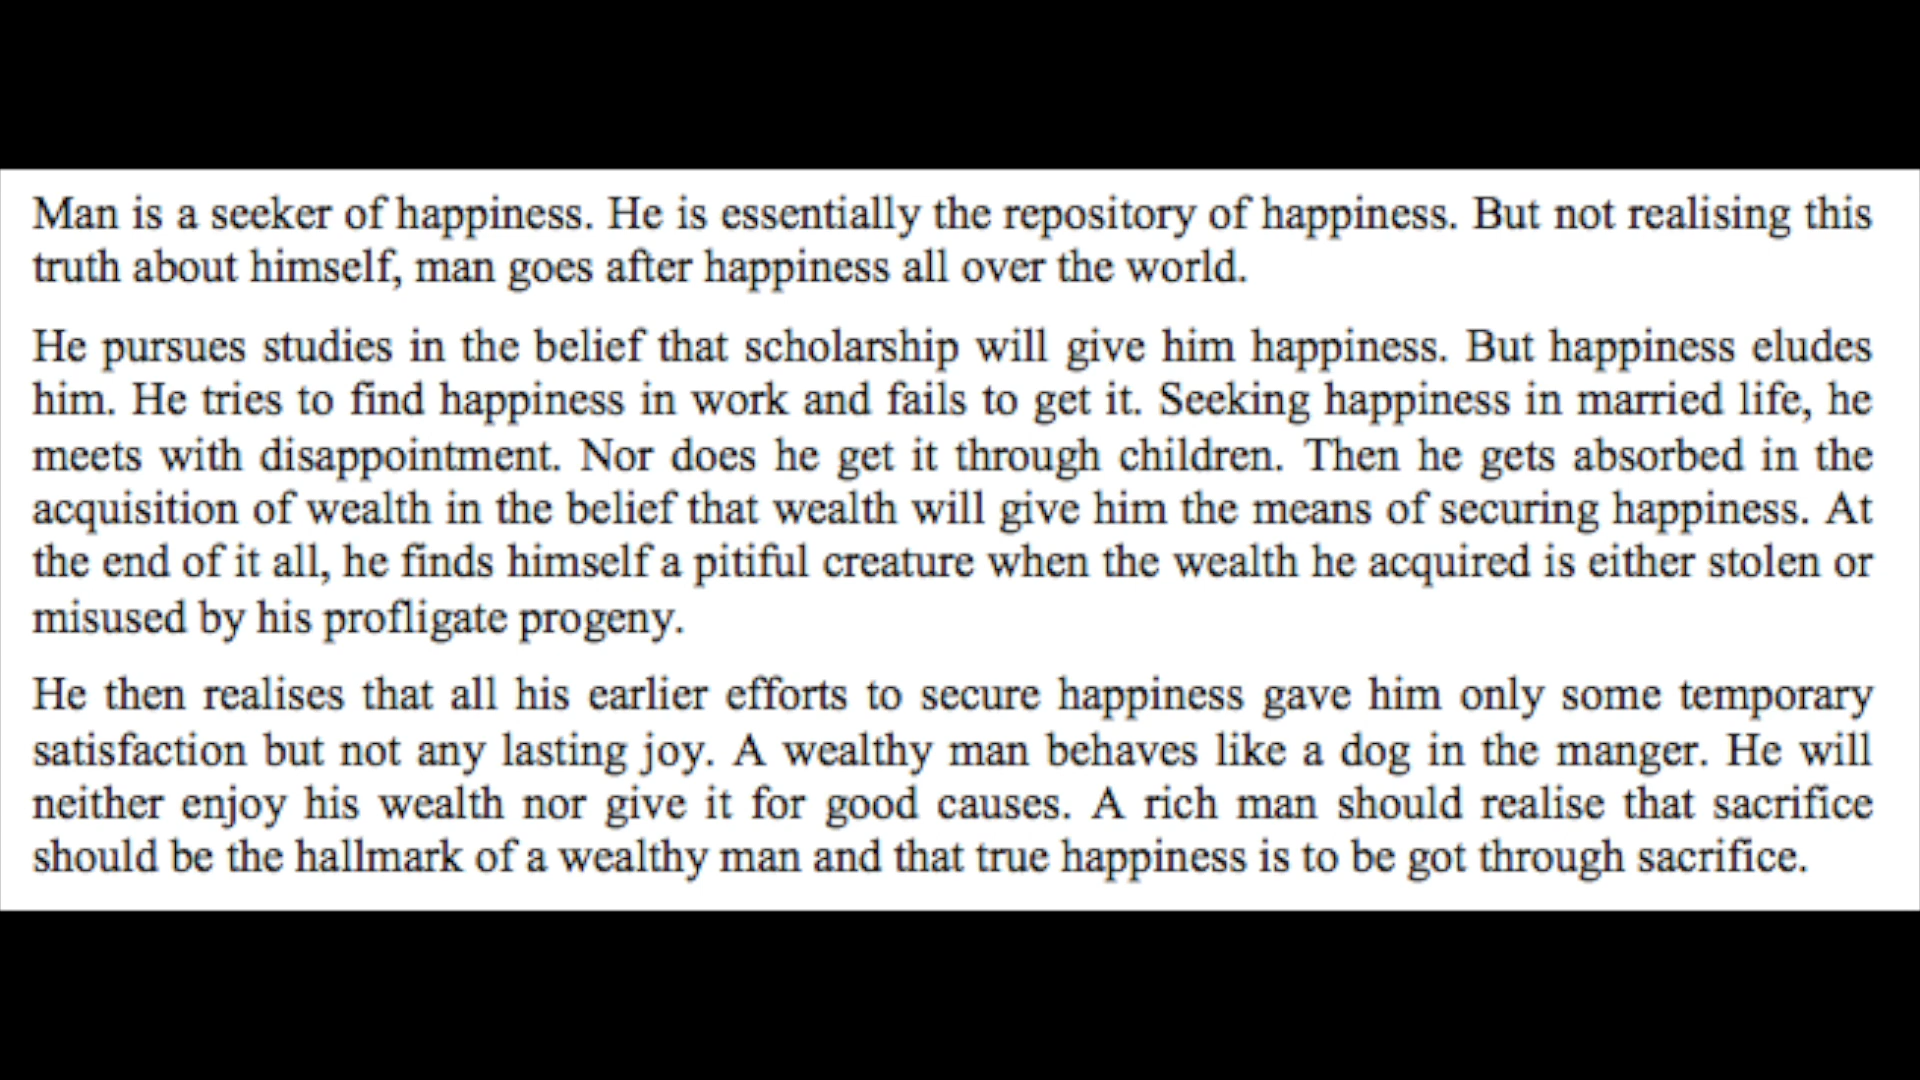 Man is a seeker of happiness. He is essentially the repository of happiness. But not realising this
truth about himself, man goes after happiness all over the world.
He pursues studies in the belief that scholarship will give him happiness. But happiness eludes
him. He tries to find happiness in work and fails to get it. Seeking happiness in married life, he
meets with disappointment. Nor does he get it through children. Then he gets absorbed in the
acquisition of wealth in the belief that wealth will give him the means of securing happiness. At
the end of it all, he finds himself a pitiful creature when the wealth he acquired is either stolen or
misused by his profligate progeny.
He then realises that all his earlier efforts to secure happiness gave him only some temporary
satisfaction but not any lasting joy. A wealthy man behaves like a dog in the manger. He will
neither enjoy his wealth nor give it for good causes. A rich man should realise that sacrifice
should be the hallmark of a wealthy man and that true happiness is to be got through sacrifice.